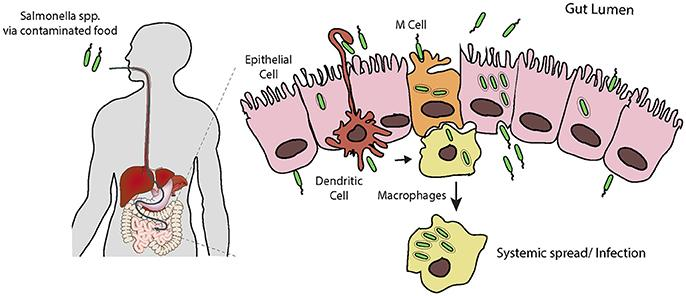 Salmonella spp.
via contaminated food
M Cell
Gut Lumen
Epithelial
Cell
Dendritic
Cell
Macrophages
Systemic spread/ Infection